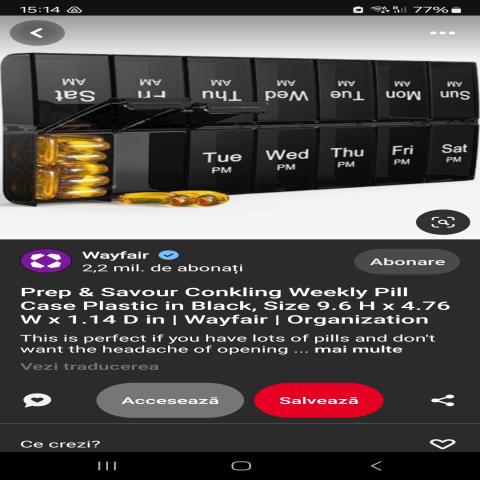 15:14
77%
Sat Fri Thu Wed Tue Mon Sun
AM AM AM AM AM AM AM
Tue Wed Thu Fri Sat
PM PM PM PM PM
Wayfair
2,2 mil. de abonați
Abonare
Prep & Savour Conkling Weekly Pill
Case Plastic in Black, Size 9.6 H x 4.76
W x 1.14 D in | Wayfair | Organization
This is perfect if you have lots of pills and don't
want the headache of opening ... mai multe
Vezi traducerea
Accesează
Salvează
Ce crezi?